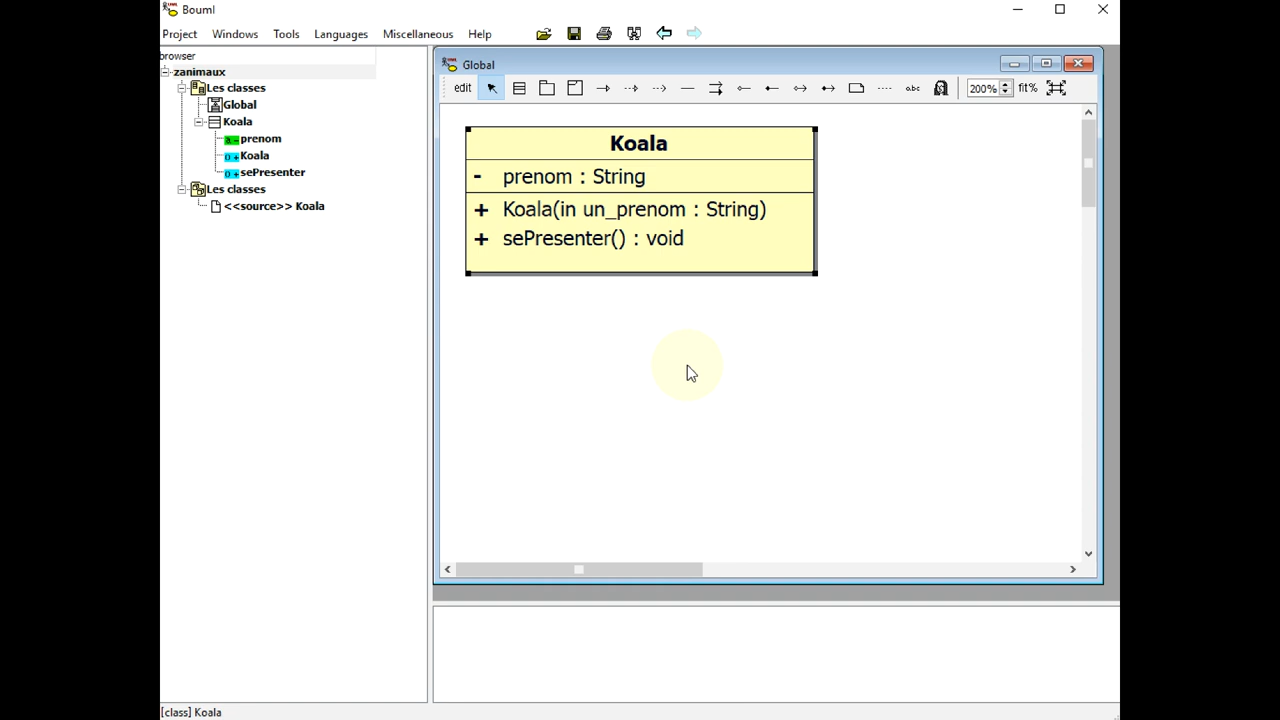 Bouml
Project Windows Tools Languages Miscellaneous Help
browser
zanimaux
Les classes
Global
Koala
prenom
Koala
sePresenter
Les classes
<<source>> Koala
Global
edit abc 200% fit%
Koala
- prenom : String
+ Koala(in un_prenom : String)
+ sePresenter() : void
[class] Koala